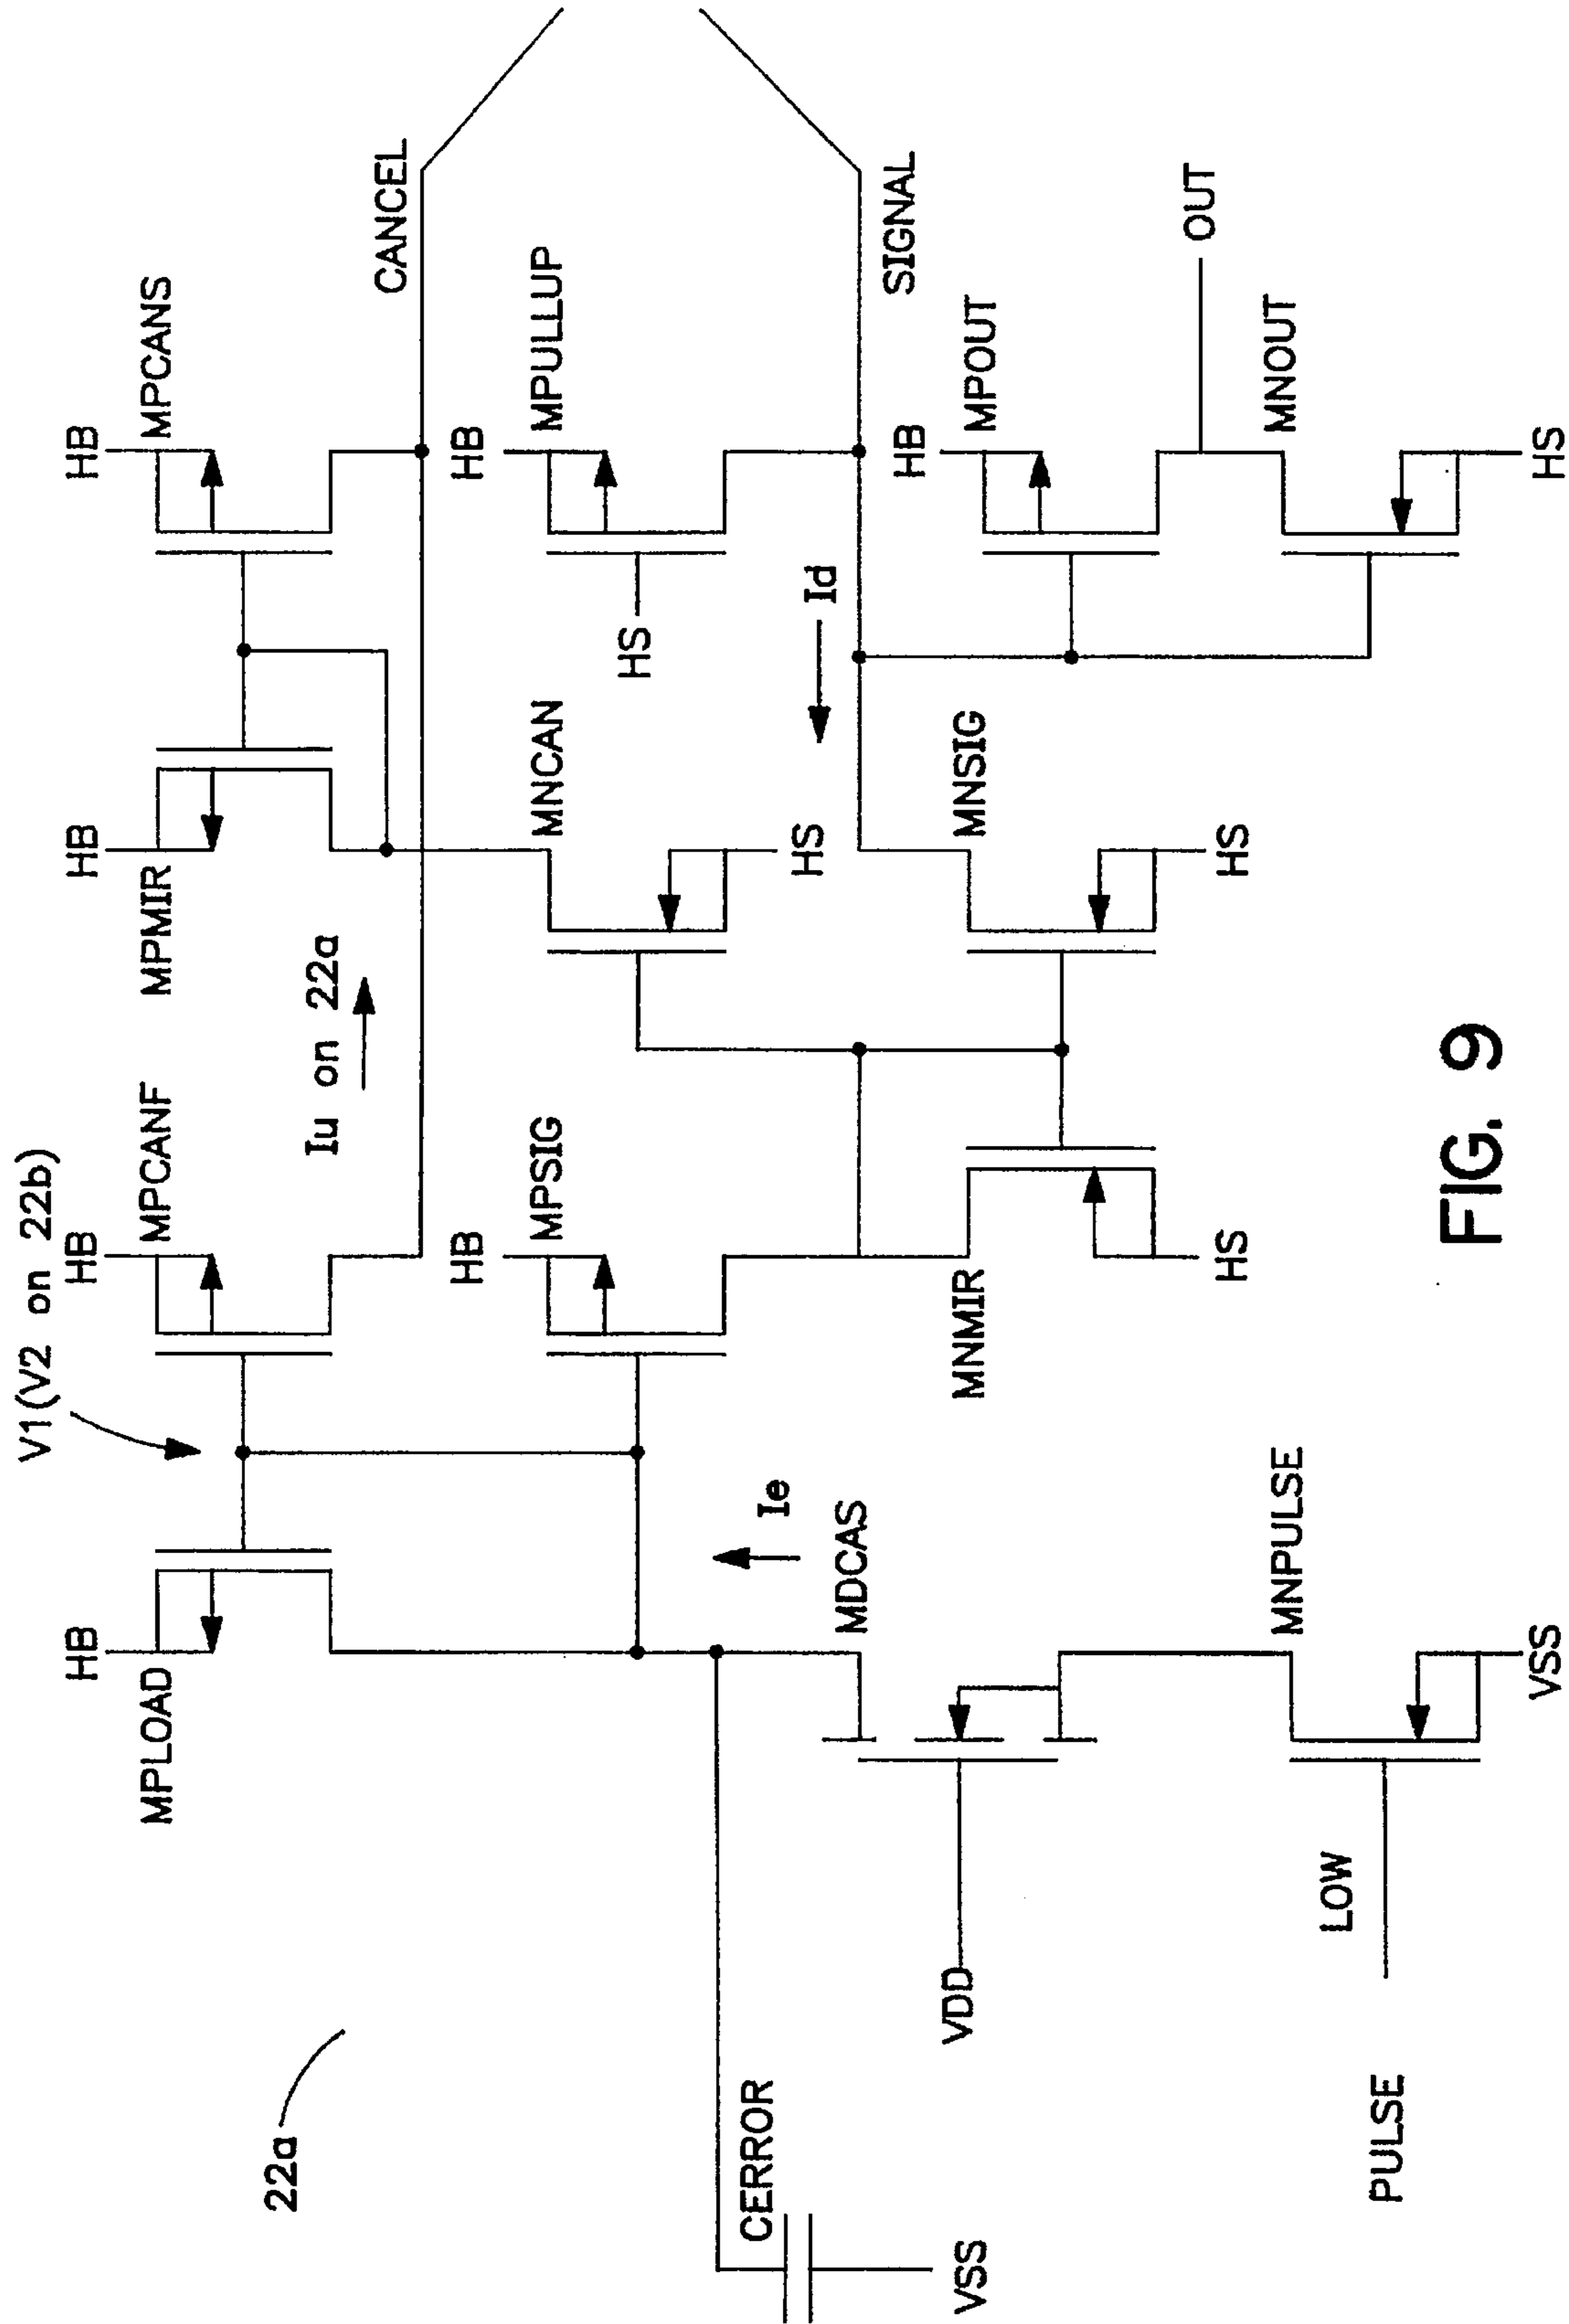 V1(V2 on 22b)
HB
MPLOAD
HB
MPCANF
HB
MPMIR
HB
MPCANS
Iu on 22a
CANCEL
22a
HB
MPSIG
MNCAN
HS
HB
MPULLUP
HS
Ie
Id
CERROR
VSS
MDCAS
VDD
SIGNAL
MNMIR
HS
MNSIG
HS
HB
MPOUT
OUT
MNPULSE
LOW
PULSE
VSS
MNOUT
HS
FIG. 9